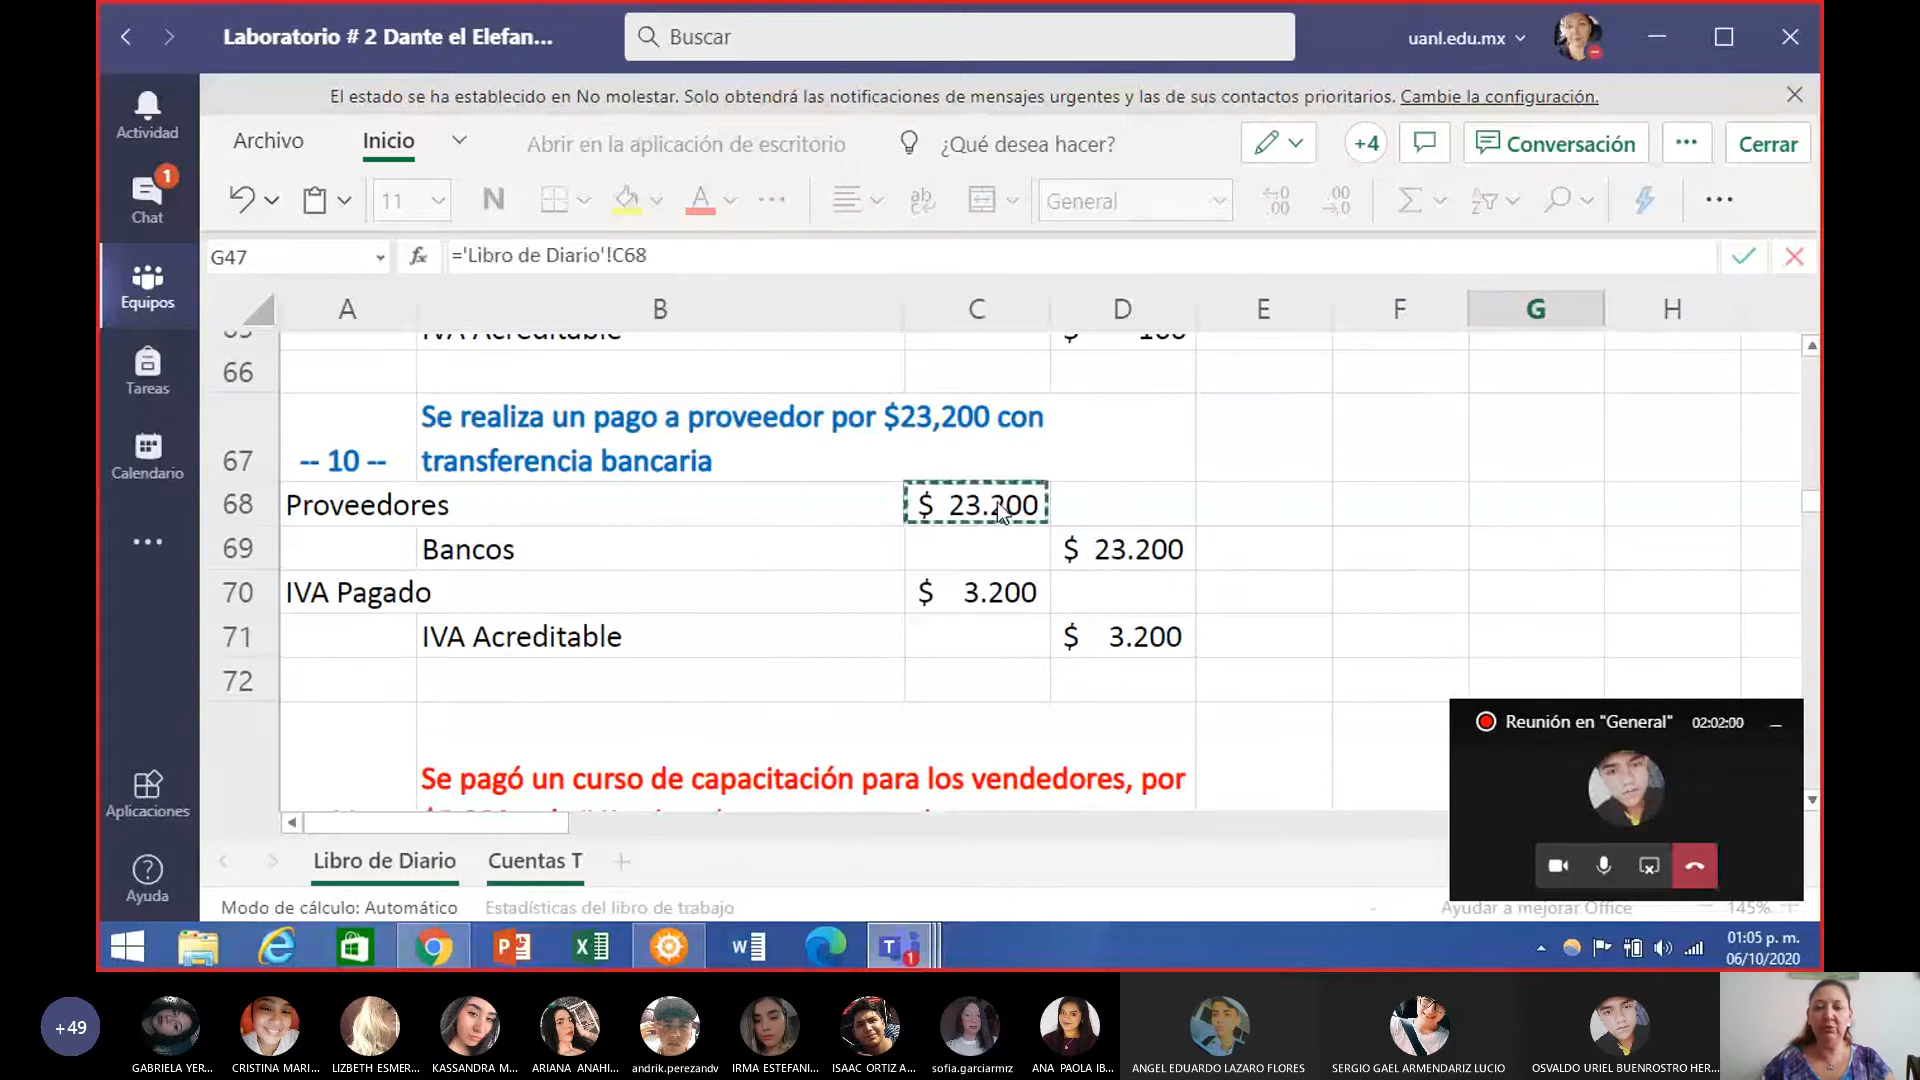 Laboratorio # 2 Dante el Elefan...
Buscar
uanl.edu.mx
El estado se ha establecido en No molestar. Solo obtendrá las notificaciones de mensajes urgentes y las de sus contactos prioritarios. Cambie la configuración.
Actividad
Chat
1
Equipos
Tareas
Calendario
Aplicaciones
Ayuda
Archivo
Inicio
Abrir en la aplicación de escritorio
¿Qué desea hacer?
+4
Conversación
Cerrar
11
N
General
G47
fx
='Libro de Diario'!C68
A B C D E F G H
IVA Acreditable $
66
67 -- 10 -- Se realiza un pago a proveedor por $23,200 con
transferencia bancaria
68 Proveedores $ 23.200
69 Bancos $ 23.200
70 IVA Pagado $ 3.200
71 IVA Acreditable $ 3.200
72
Se pagó un curso de capacitación para los vendedores, por
Reunión en "General" 02:02:00
Libro de Diario Cuentas T
Modo de cálculo: Automático Estadísticas del libro de trabajo Ayudar a mejorar Office 145%
01:05 p. m.
06/10/2020
+49
GABRIELA YER...
CRISTINA MARI...
LIZBETH ESMER...
KASSANDRA M...
ARIANA ANAHI...
andrik.perezandv
IRMA ESTEFANI...
ISAAC ORTIZ A...
sofia.garciarmrz
ANA PAOLA IB...
ANGEL EDUARDO LAZARO FLORES
SERGIO GAEL ARMENDARIZ LUCIO
OSVALDO URIEL BUENROSTRO HER...